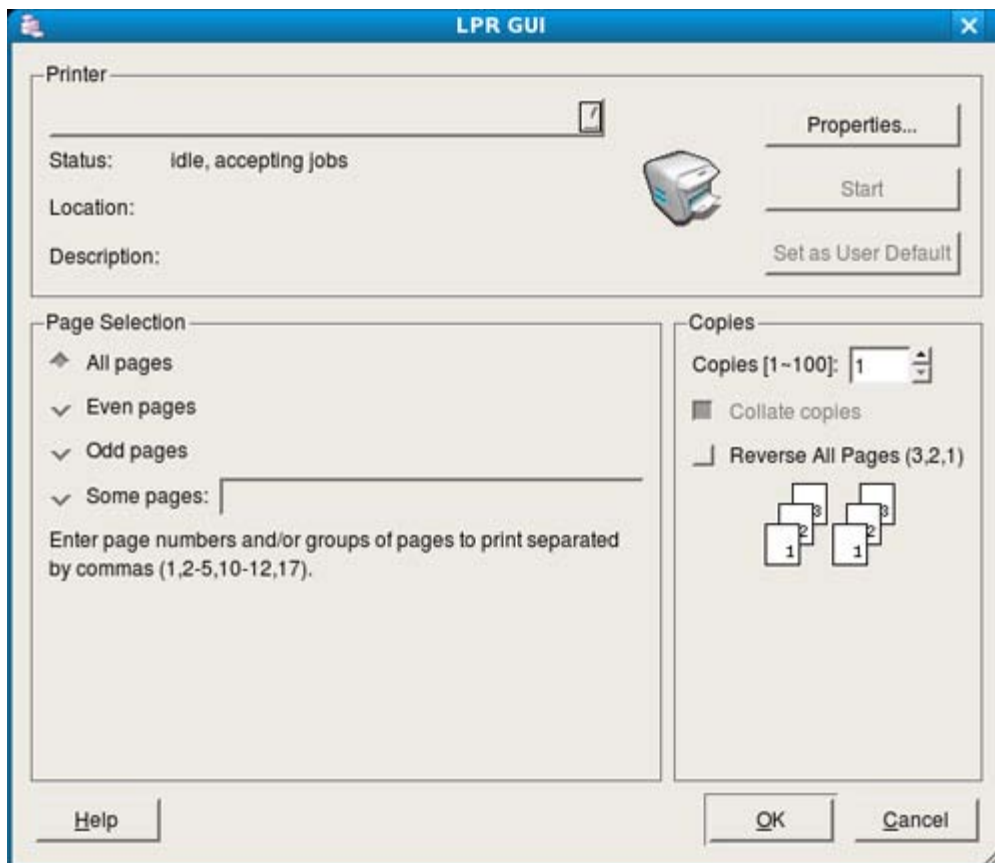 LPR GUI
Printer
Properties...
Status: idle, accepting jobs
Start
Location:
Set as User Default
Description:
Page Selection
All pages
Even pages
Odd pages
Some pages:
Enter page numbers and/or groups of pages to print separated
by commas (1,2-5,10-12,17).
Copies
Copies [1~100]: 1
Collate copies
Reverse All Pages (3,2,1)
3 3
2 2
1 1
Help
OK
Cancel